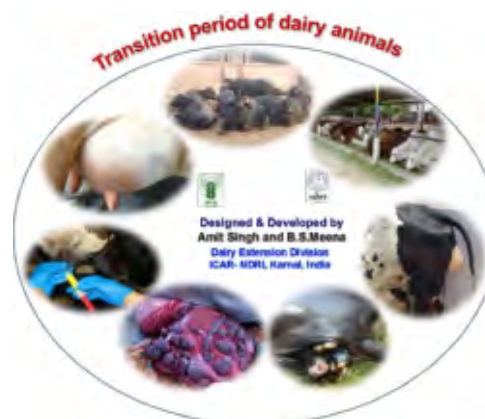 Transition period of dairy animals
Designed & Developed by
Amit Singh and B.S.Meena
Dairy Extension Division
ICAR- NDRI, Karnal, India